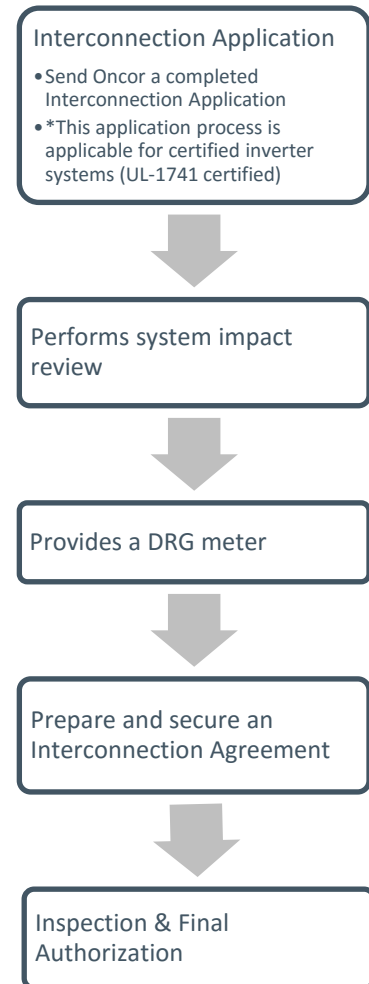 Interconnection Application
•Send Oncor a completed
Interconnection Application
•*This application process is
applicable for certified inverter
systems (UL-1741 certified)
Performs system impact
review
Provides a DRG meter
Prepare and secure an
Interconnection Agreement
Inspection & Final
Authorization